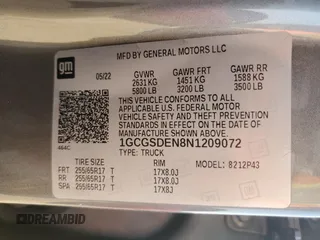 gm
MFD BY GENERAL MOTORS LLC
05/22 GVWR GAWR FRT GAWR RR
2631 KG 1451 KG 1588 KG
5800 LB 3200 LB 3500 LB
THIS VEHICLE CONFORMS TO ALL
APPLICABLE U.S. FEDERAL MOTOR
VEHICLE SAFETY AND THEFT
PREVENTION STANDARDS IN EFFECT
ON THE DATE OF MANUFACTURE
SHOWN ABOVE.
1GCGSDEN8N1209072
TYPE: TRUCK
MODEL: 8212P43
TIRE SIZE RIM
FRT 255/65R17 T 17X8.0J
RR 255/65R17 T 17X8.0J
SPA 255/65R17 T 17X8J
DREAMBID